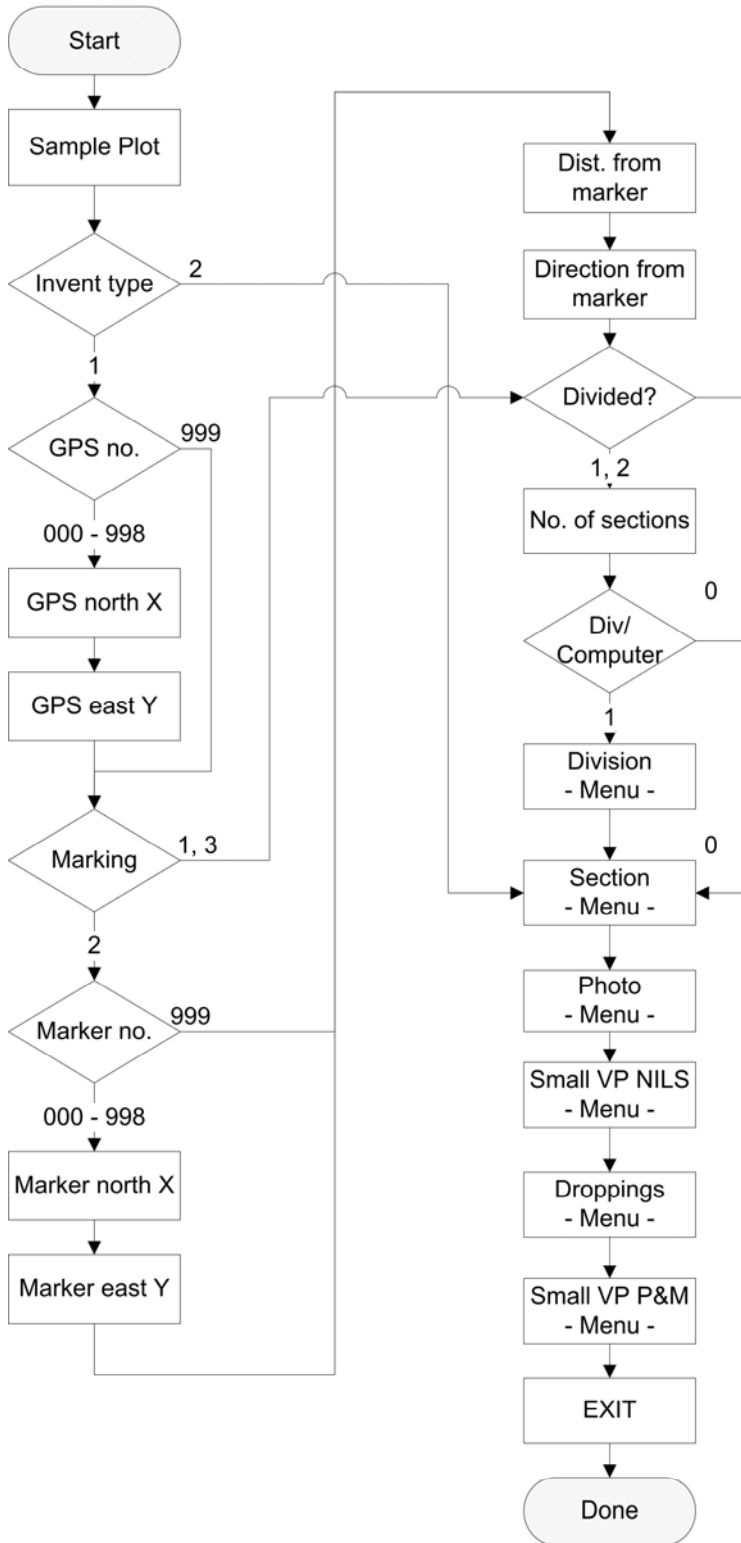 Start
Sample Plot
Invent type
2
1
GPS no.
999
000 - 998
GPS north X
GPS east Y
Marking
1, 3
2
Marker no.
999
000 - 998
Marker north X
Marker east Y
Dist. from
marker
Direction from
marker
Divided?
1, 2
No. of sections
0
Div/
Computer
1
Division
- Menu -
0
Section
- Menu -
Photo
- Menu -
Small VP NILS
- Menu -
Droppings
- Menu -
Small VP P&M
- Menu -
EXIT
Done